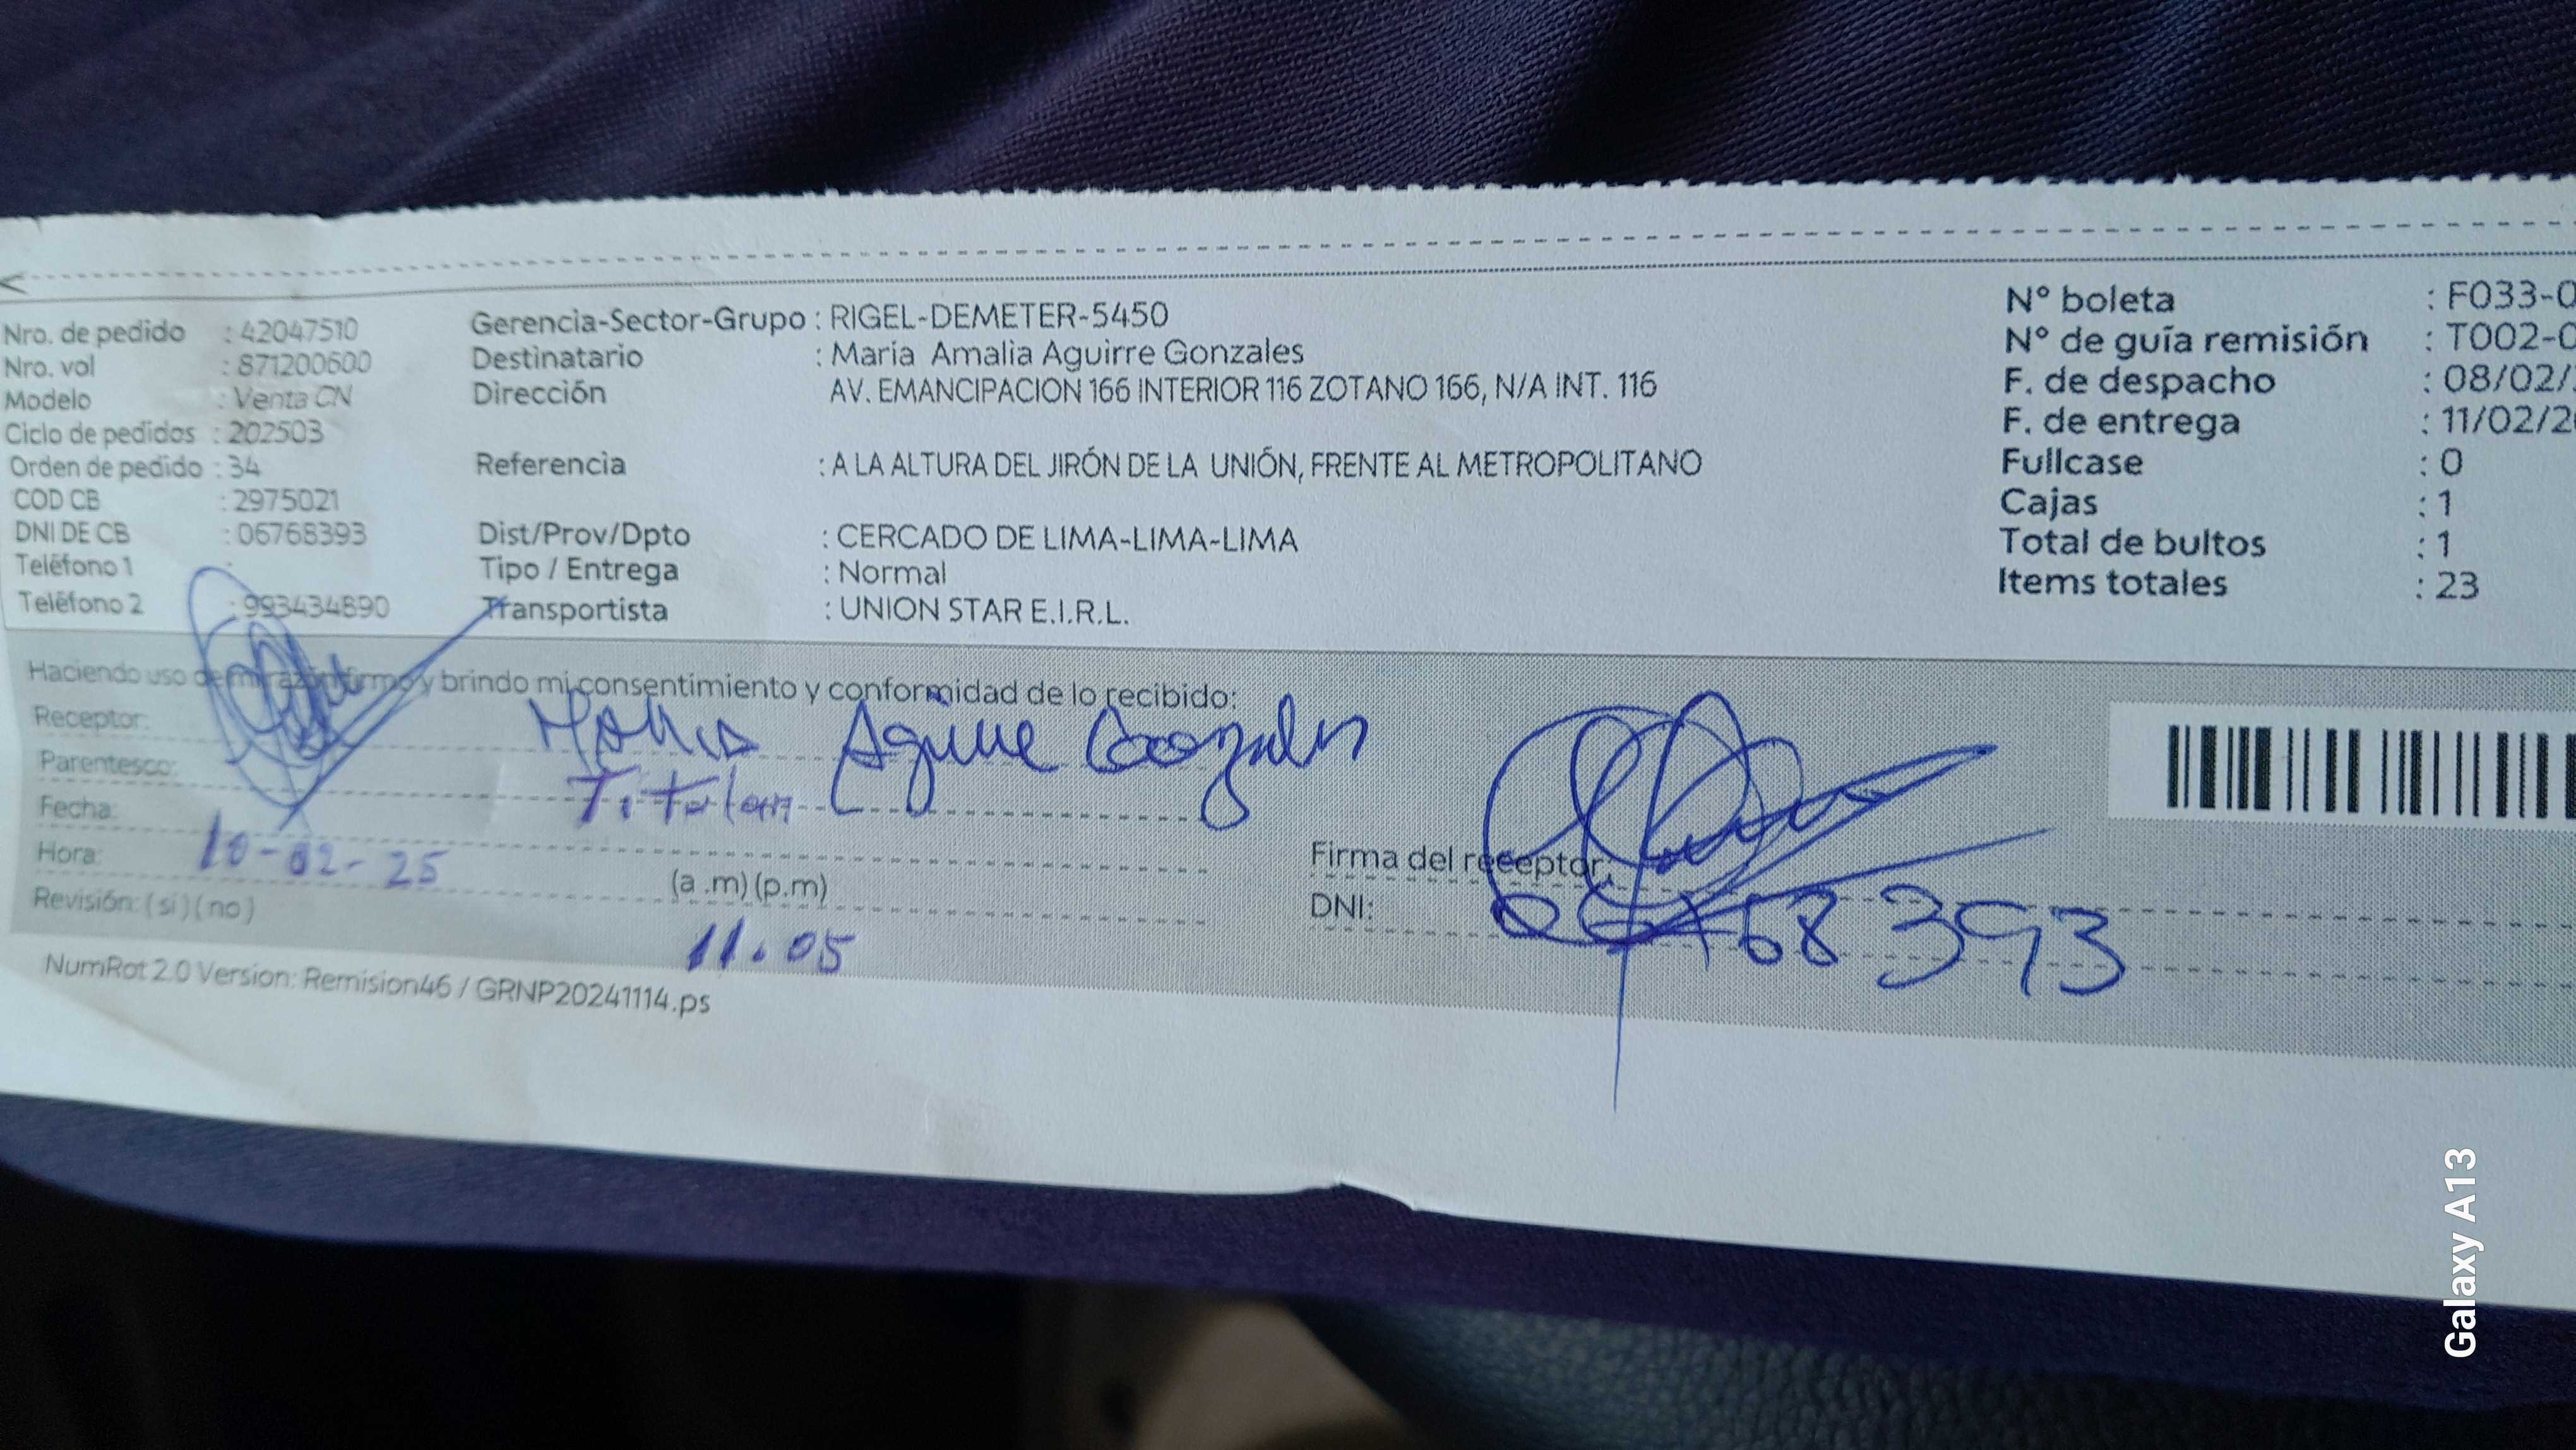 Nro. de pedido : 42047510
Nro. vol : 871200600
Modelo : Venta CN
Ciclo de pedidos : 202503
Orden de pedido : 34
COD CB : 2975021
DNI DE CB : 06768393
Teléfono 1 :
Teléfono 2 : 993434890
Gerencia-Sector-Grupo : RIGEL-DEMETER-5450
Destinatario : María Amalia Aguirre Gonzales
Dirección AV. EMANCIPACION 166 INTERIOR 116 ZOTANO 166, N/A INT. 116
Referencia : A LA ALTURA DEL JIRÓN DE LA UNIÓN, FRENTE AL METROPOLITANO
Dist/Prov/Dpto : CERCADO DE LIMA-LIMA-LIMA
Tipo / Entrega : Normal
Transportista : UNION STAR E.I.R.L.
N° boleta : F033-0
N° de guía remisión : T002-0
F. de despacho : 08/02/
F. de entrega : 11/02/2
Fullcase : 0
Cajas : 1
Total de bultos : 1
Items totales : 23
Haciendo uso de mi razón firmo y brindo mi consentimiento y conformidad de lo recibido:
Receptor: Aguirre Gonzales
Parentesco: Titular
Fecha: 10-02-25
Hora: (a .m) (p.m)
11.05
Revisión: ( si ) ( no )
Firma del receptor:
DNI: 06768393
NumRot 2.0 Version: Remision46 / GRNP20241114.ps
Galaxy A13